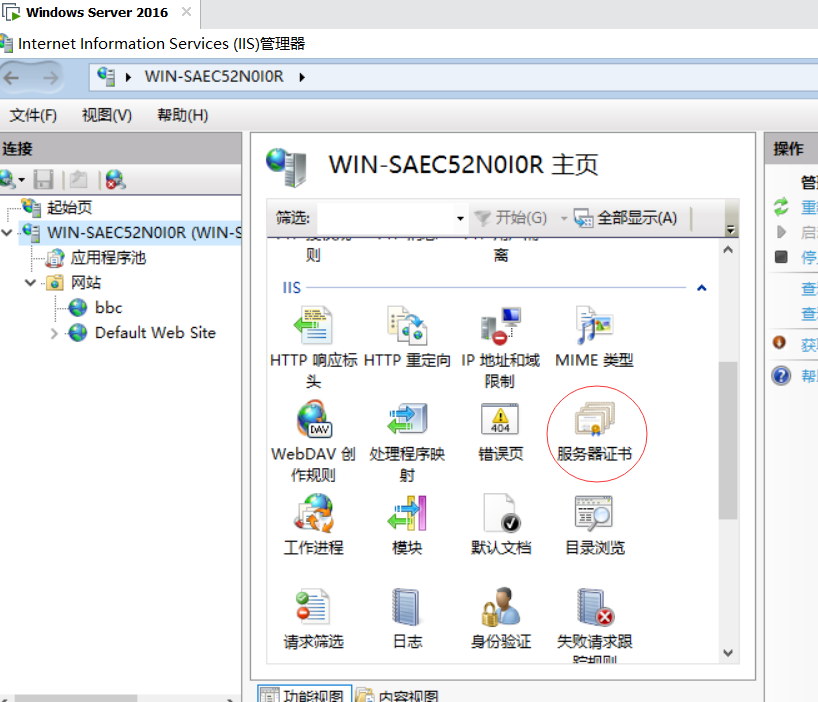 Windows Server 2016
Internet Information Services (IIS)管理器
WIN-SAEC52N0I0R
文件(F) 视图(V) 帮助(H)
连接
起始页
WIN-SAEC52N0I0R (WIN-S
应用程序池
网站
bbc
Default Web Site
WIN-SAEC52N0I0R 主页
筛选: 开始(G) 全部显示(A)
则 离
IIS
HTTP 响应标头
HTTP 重定向
IP 地址和域限制
MIME 类型
WebDAV 创作规则
处理程序映射
404
错误页
服务器证书
DAV
工作进程
模块
默认文档
目录浏览
请求筛选
日志
身份验证
失败请求跟踪规则
功能视图 内容视图
操作
管
重
启
停
查
查
获
帮